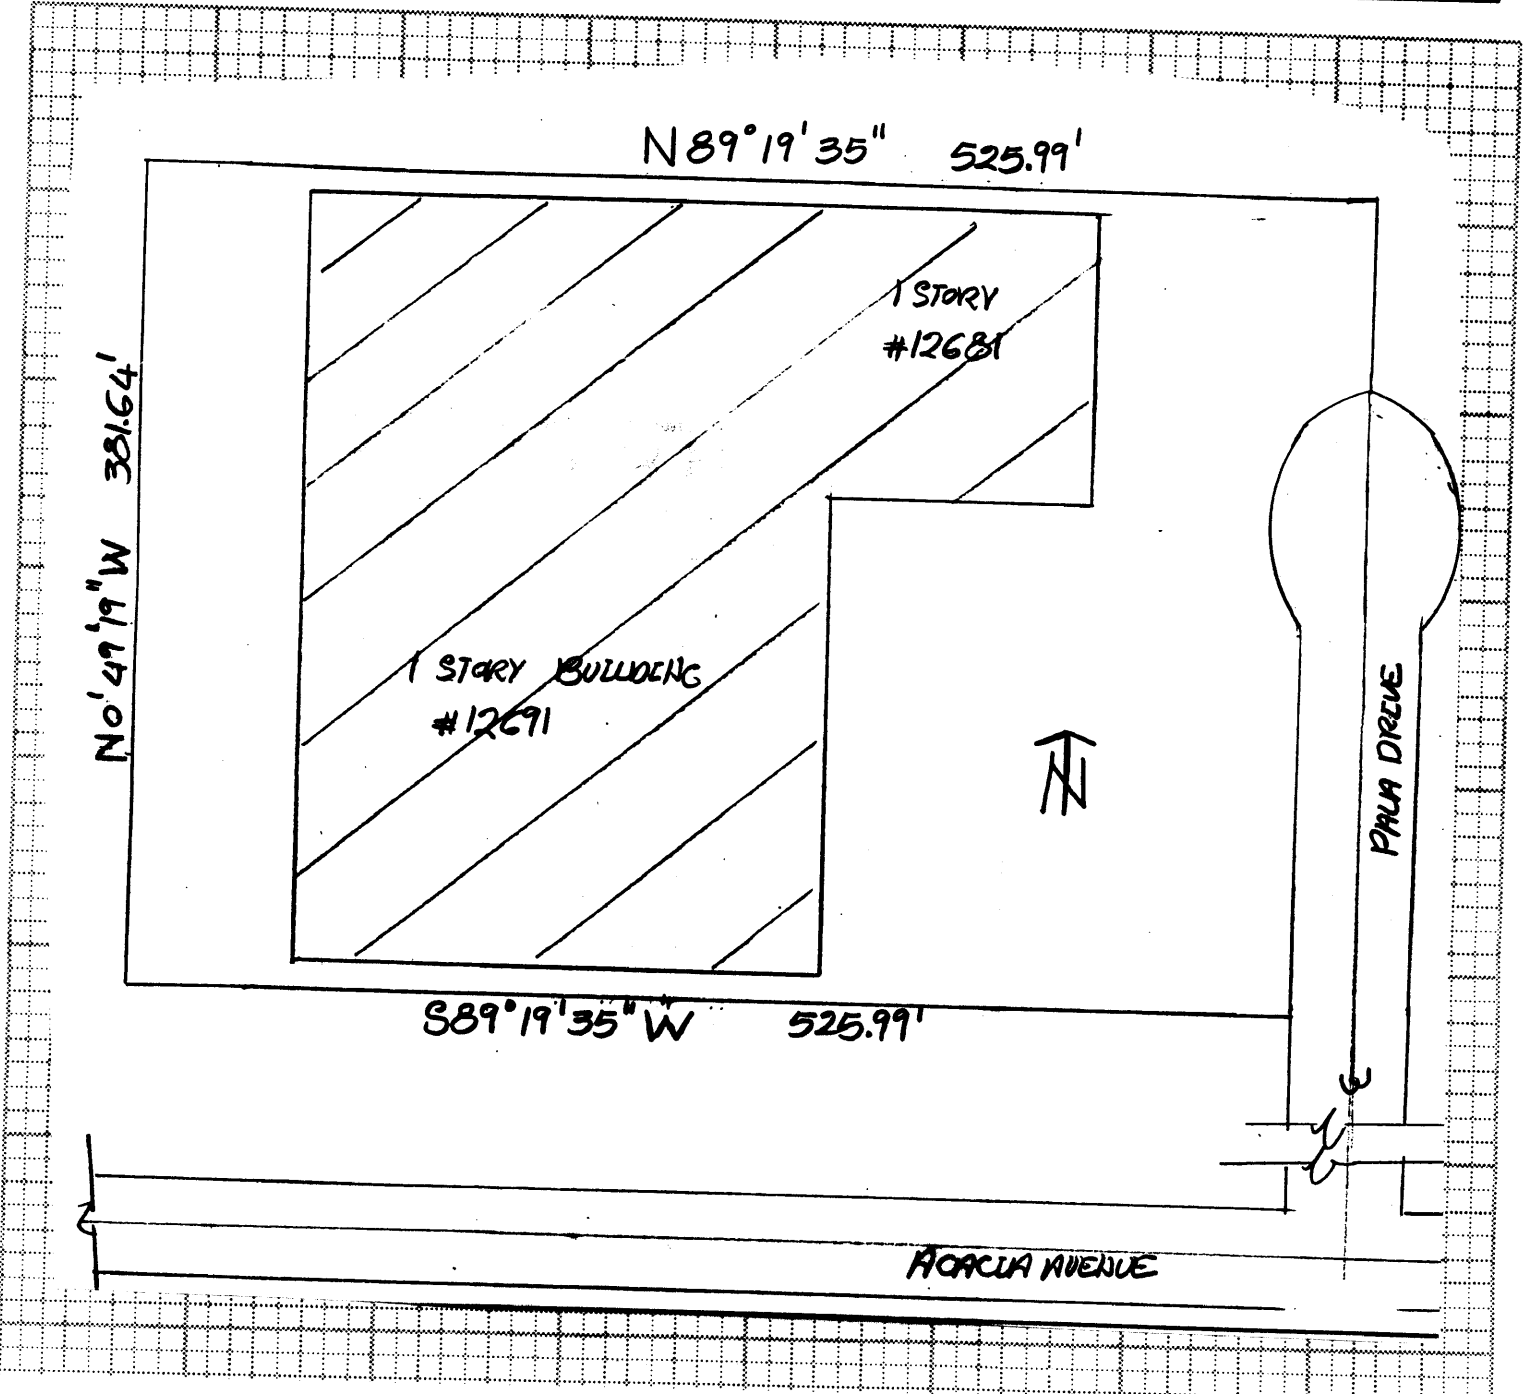 N 89°19'35" 525.99'
1 STORY
#12681
N0'49'19"W 381.64'
1 STORY BUILDING
#12691
N
PALA DRIVE
S89°19'35"W 525.99'
ACACIA AVENUE